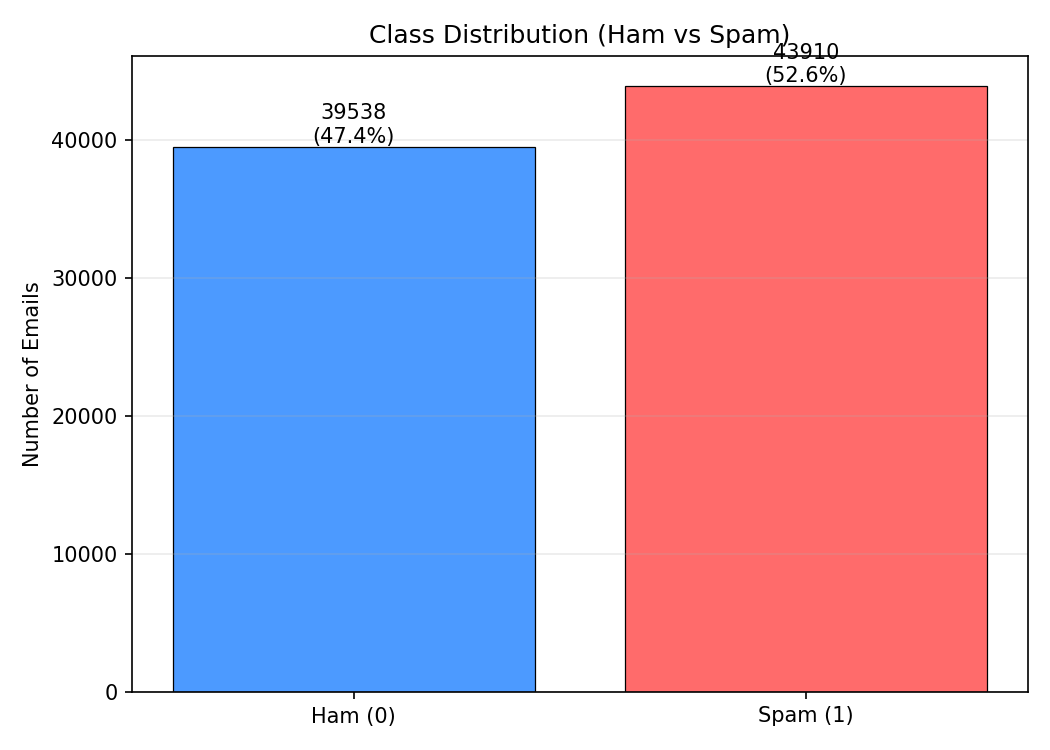 Class Distribution (Ham vs Spam)
43910
(52.6%)
39538
(47.4%)
40000
30000
20000
10000
0
Number of Emails
Ham (0)
Spam (1)